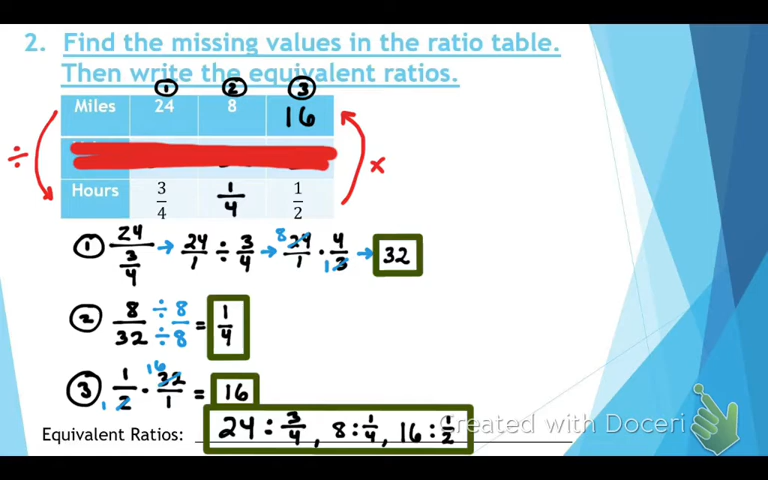 2. Find the missing values in the ratio table.
Then write the equivalent ratios.
① ② ③
Miles 24 8 16
÷ ×
Hours 3/4 1/4 1/2
① 24/(3/4) → 24/1 ÷ 3/4 → 8 24/1 · 4/3 1 → 32
② 8/32 ÷8/÷8 = 1/4
③ 1/2 1 · 16 32/1 = 16
Equivalent Ratios: 24 : 3/4, 8 : 1/4, 16 : 1/2
Created with Doceri